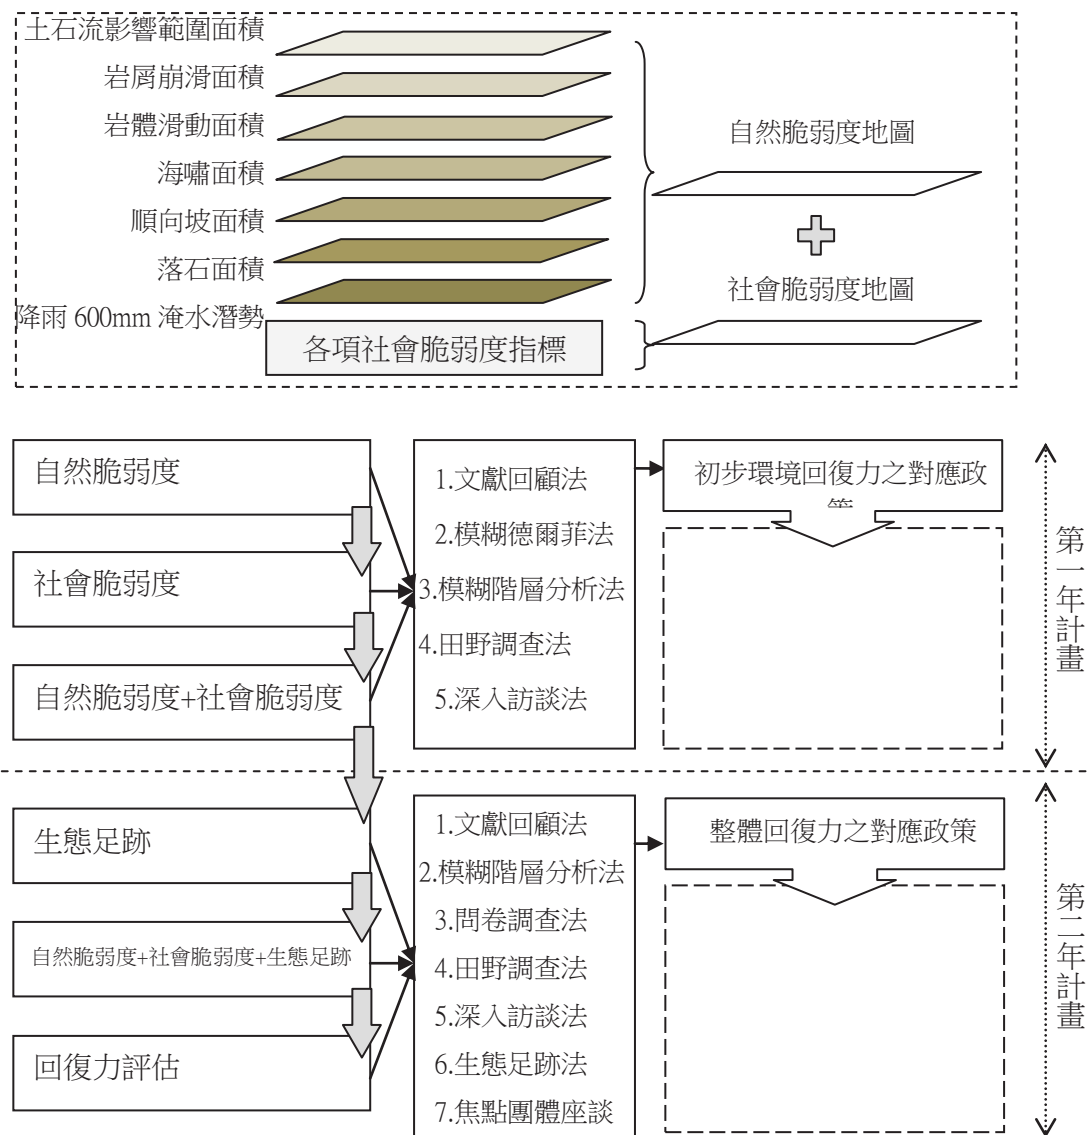 土石流影響範圍面積
岩屑崩滑面積
岩體滑動面積
海嘯面積
順向坡面積
落石面積
降雨 600mm 淹水潛勢
各項社會脆弱度指標
自然脆弱度地圖
社會脆弱度地圖
自然脆弱度
社會脆弱度
自然脆弱度+社會脆弱度
1.文獻回顧法
2.模糊德爾菲法
3.模糊階層分析法
4.田野調查法
5.深入訪談法
初步環境回復力之對應政
第一年計畫
生態足跡
自然脆弱度+社會脆弱度+生態足跡
回復力評估
1.文獻回顧法
2.模糊階層分析法
3.問卷調查法
4.田野調查法
5.深入訪談法
6.生態足跡法
7.焦點團體座談
整體回復力之對應政策
第二年計畫